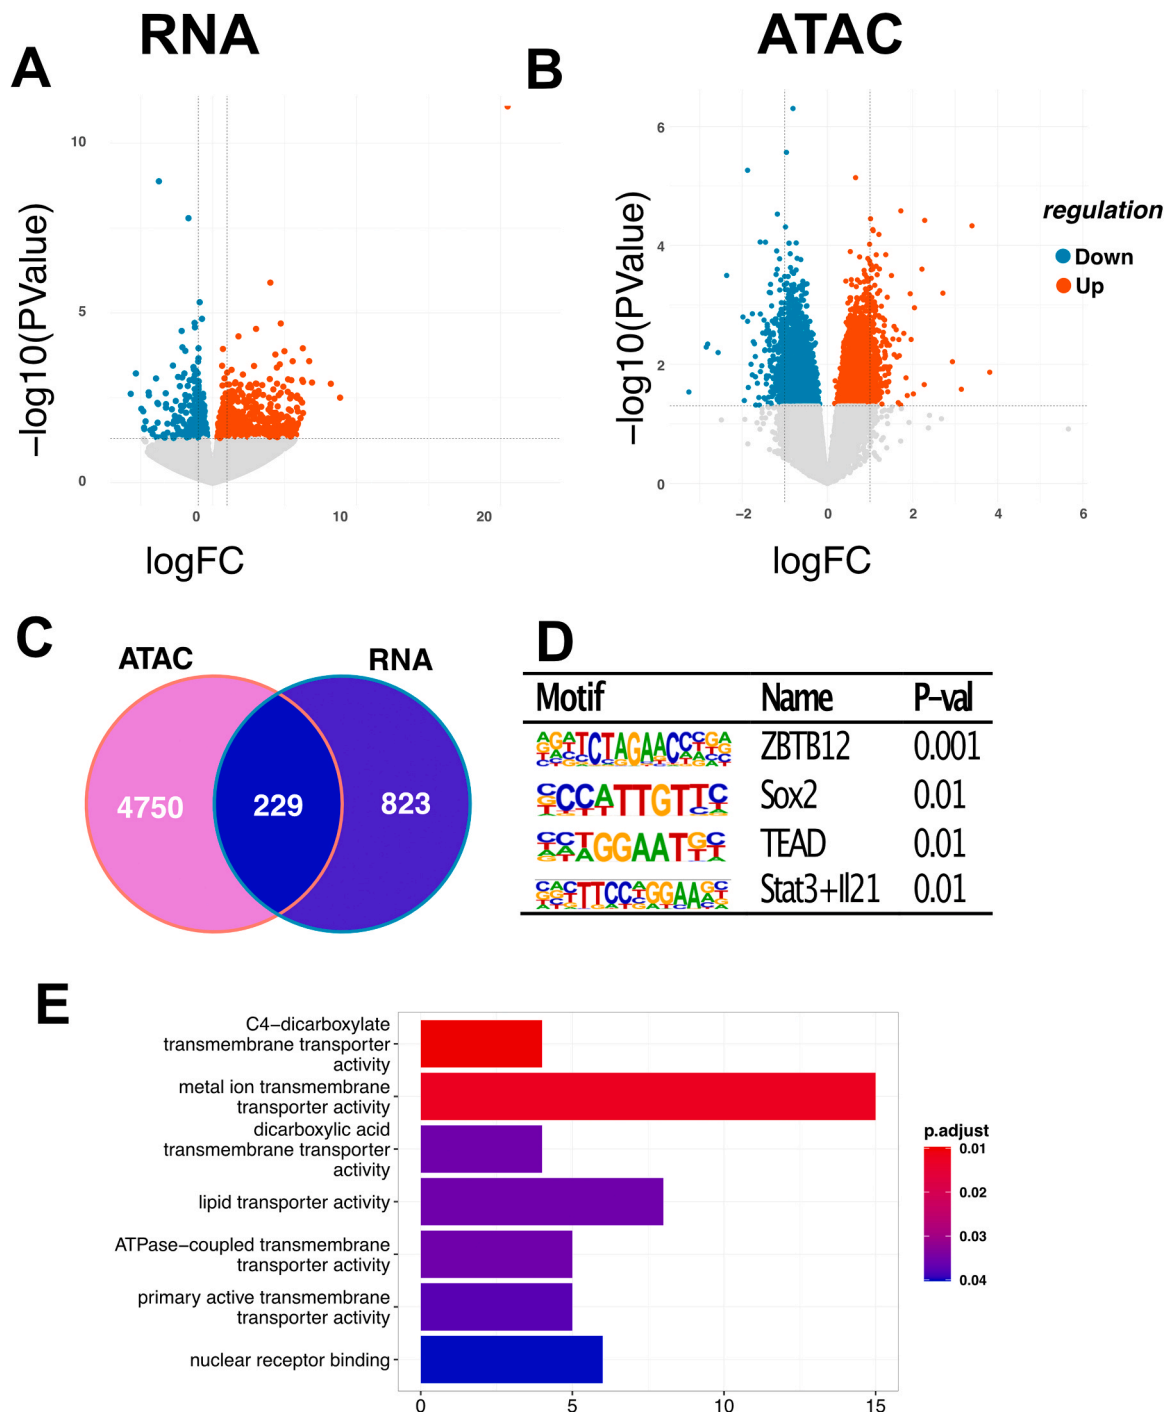 RNA
ATAC
A
B
−log10(PValue)
10
5
0
0
10
20
logFC
−log10(PValue)
6
4
2
0
−2
0
2
4
6
logFC
regulation
Down
Up
C
ATAC
RNA
4750
229
823
D
Motif Name P−val
ZBTB12 0.001
CCATTGTT Sox2 0.01
GGAAT TEAD 0.01
Stat3+Il21 0.01
E
C4−dicarboxylate
transmembrane transporter
activity
metal ion transmembrane
transporter activity
dicarboxylic acid
transmembrane transporter
activity
lipid transporter activity
ATPase−coupled transmembrane
transporter activity
primary active transmembrane
transporter activity
nuclear receptor binding
0
5
10
15
p.adjust
0.01
0.02
0.03
0.04